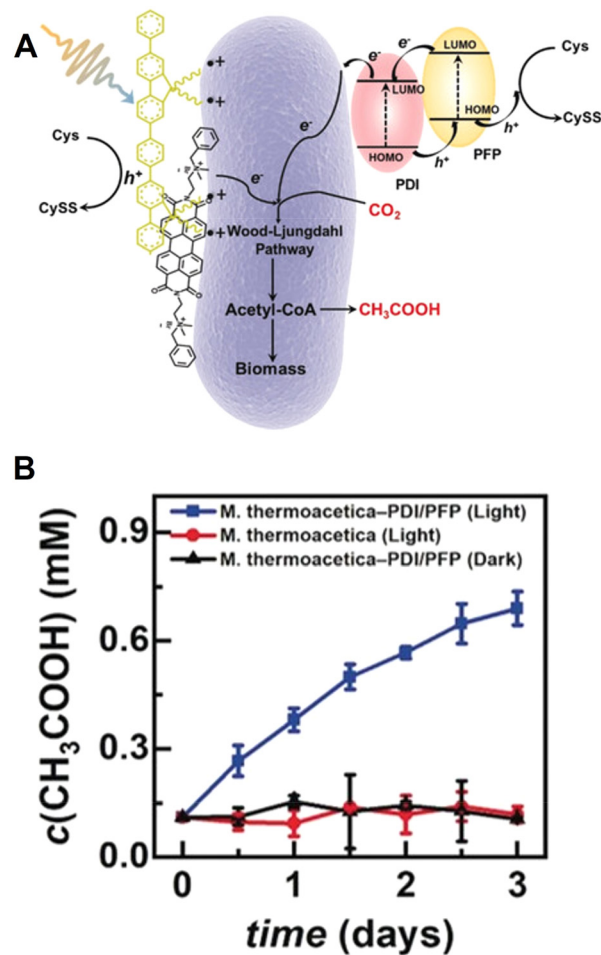 A
Cys
h+
CySS
e-
e-
e-
e-
LUMO
HOMO
PDI
LUMO
HOMO
PFP
h+
h+
Cys
CySS
CO2
Wood-Ljungdahl
Pathway
Acetyl-CoA
CH3COOH
Biomass
B
M. thermoacetica–PDI/PFP (Light)
M. thermoacetica (Light)
M. thermoacetica–PDI/PFP (Dark)
c(CH3COOH) (mM)
0.9
0.6
0.3
0.0
0 1 2 3
time (days)